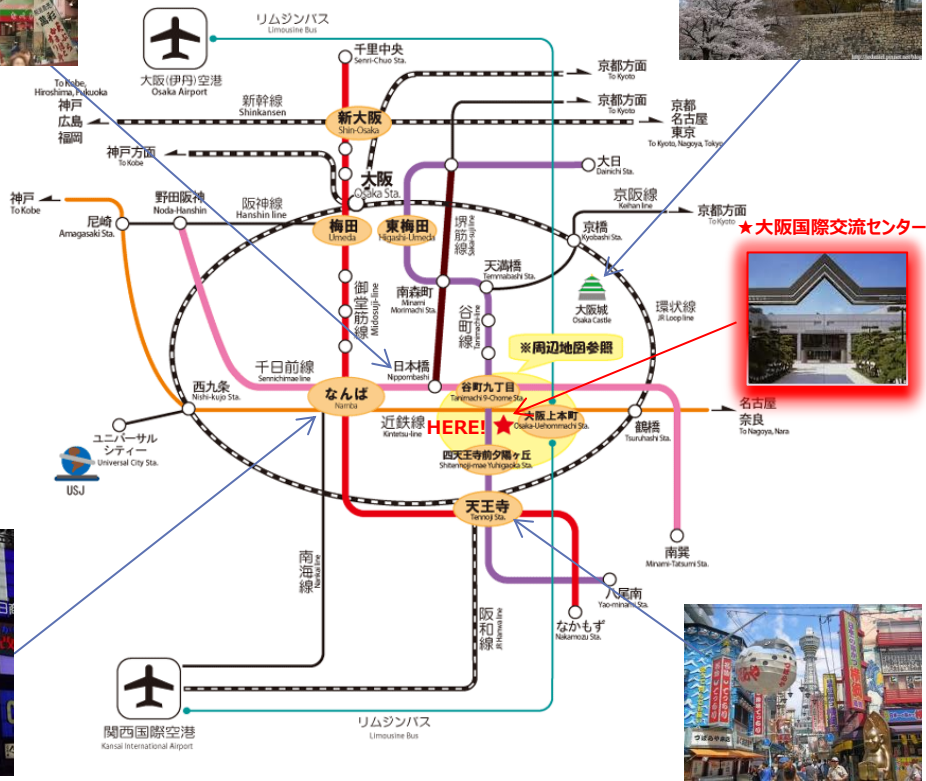 リムジンバス
Limousine Bus
大阪(伊丹)空港
Osaka Airport
千里中央
Senri-Chuo Sta.
京都方面
To Kyoto
京都方面
To Kyoto
To Kobe,
Hiroshima, Fukuoka
神戸
広島
福岡
新幹線
Shinkansen
新大阪
Shin-Osaka
京都
名古屋
東京
To Kyoto, Nagoya, Tokyo
神戸方面
To Kobe
大阪
Osaka Sta.
大日
Dainichi Sta.
神戸
To Kobe
野田阪神
Noda-Hanshin
阪神線
Hanshin line
尼崎
Amagasaki Sta.
梅田
Umeda
東梅田
Higashi-Umeda
堺筋線
Sakai-suji-line
京阪線
Keihan line
京都方面
To Kyoto
京橋
Kyobashi Sta.
★大阪国際交流センター
天満橋
Temmabashi Sta.
南森町
Minami
Morimachi Sta.
大阪城
Osaka Castle
環状線
JR Loop line
御堂筋線
Midosuji-line
谷町線
Tanimachi-line
※周辺地図参照
千日前線
Sennichimae line
日本橋
Nippombashi
西九条
Nishi-kujo Sta.
なんば
Namba
谷町九丁目
Tanimachi 9-Chome Sta.
大阪上本町
Osaka-Uehommachi Sta.
近鉄線
Kintetsu-line
HERE! ★
鶴橋
Tsuruhashi Sta.
名古屋
奈良
To Nagoya, Nara
ユニバーサル
シティー
Universal City Sta.
USJ
四天王寺前夕陽ヶ丘
Shitennoji-mae Yuhigaoka Sta.
天王寺
Tennoji Sta.
南海線
Nankai line
阪和線
JR Hanwa line
南巽
Minami-Tatsumi Sta.
八尾南
Yao-minami Sta.
なかもず
Nakamozu Sta.
関西国際空港
Kansai International Airport
リムジンバス
Limousine Bus